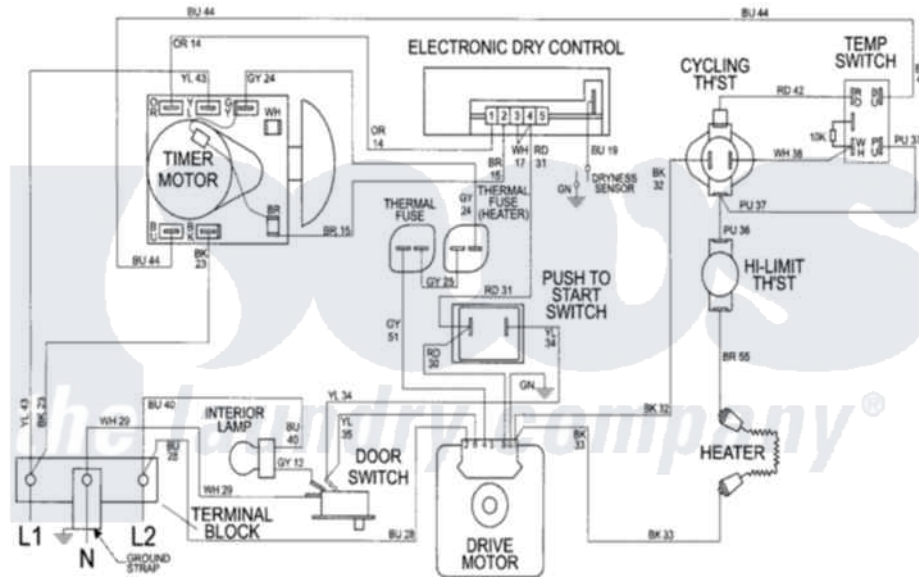 BU 44
BU 44
OR 14
YL 43
GY 24
ELECTRONIC DRY CONTROL
CYCLING
TH'ST
TEMP
SWITCH
RD 42
OR
YL
GY
WH
1 2 3 4 5
10K
TIMER
MOTOR
OR
14
BR
15
WH
17
RD
31
BU 19
DRYNESS
SENSOR
GN
BK
32
WH 38
BR
BU
BK
BR 15
THERMAL
FUSE
GY
24
THERMAL
FUSE
(HEATER)
PU 37
PU 36
BU 44
BK
23
GY 25
HI-LIMIT
TH'ST
RD 31
PUSH TO
START
SWITCH
GY
51
RD
30
YL
34
GN
BR 55
YL 43
BK 23
BU 40
WH 29
INTERIOR
LAMP
YL 34
YL
35
BU
40
GY 12
BK 32
BK
33
the laundry company®
HEATER
BU
28
DOOR
SWITCH
WH 29
TERMINAL
BLOCK
L1
N
L2
GROUND
STRAP
BU 28
DRIVE
MOTOR
BK 33